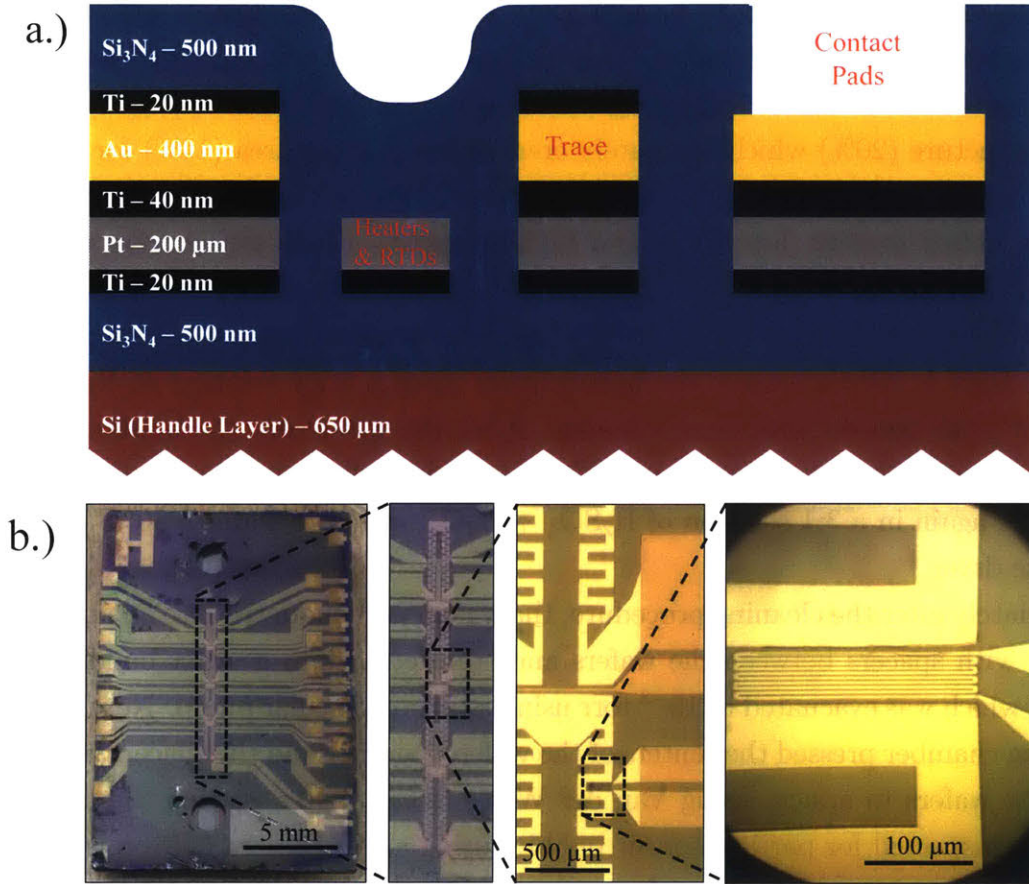 a.)
Si₃N₄ – 500 nm
Contact
Pads
Ti – 20 nm
Au – 400 nm
Trace
Ti – 40 nm
Pt – 200 μm
Heaters
& RTDs
Ti – 20 nm
Si₃N₄ – 500 nm
Si (Handle Layer) – 650 μm
b.)
H
5 mm
500 μm
100 μm